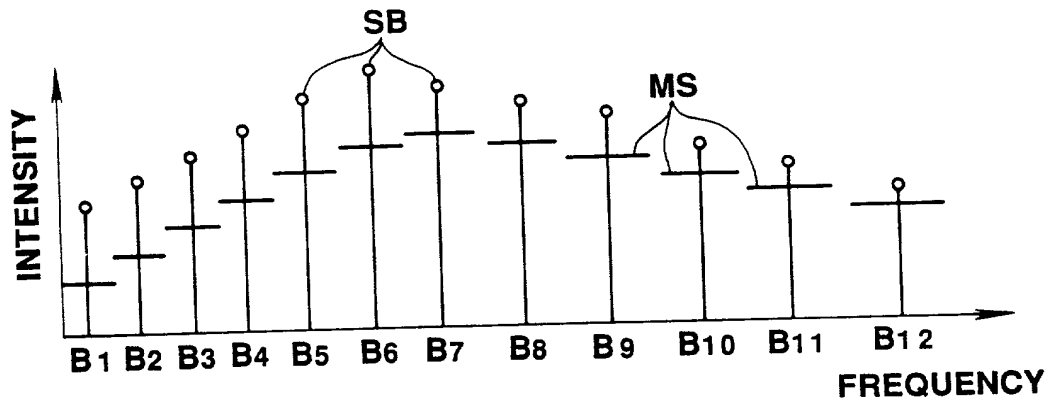 SB
MS
INTENSITY
B1 B2 B3 B4 B5 B6 B7 B8 B9 B10 B11 B12
FREQUENCY